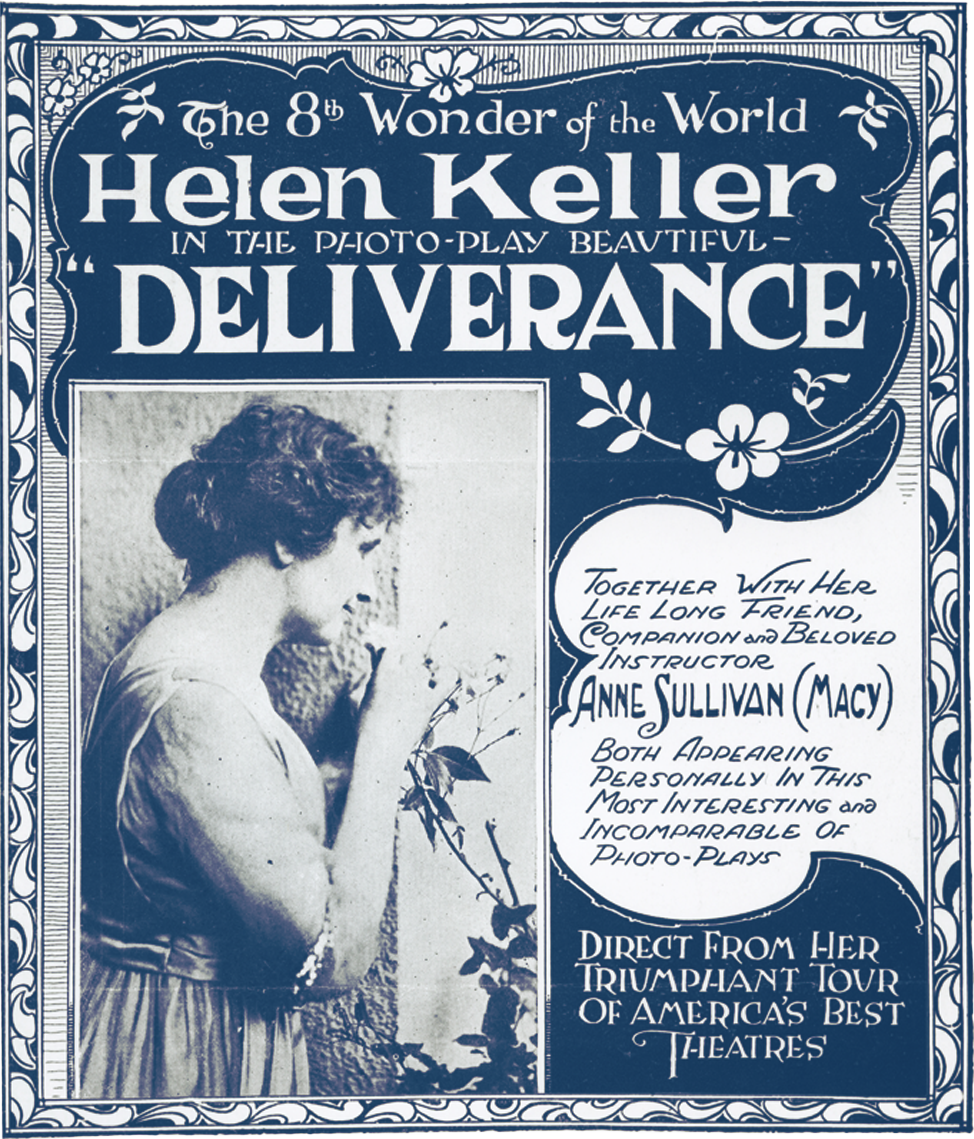 The 8th Wonder of the World
Helen Keller
IN THE PHOTO-PLAY BEAUTIFUL-
"DELIVERANCE"
TOGETHER WITH HER
LIFE LONG FRIEND,
COMPANION and BELOVED
INSTRUCTOR
ANNE SULLIVAN (MACY)
BOTH APPEARING
PERSONALLY IN THIS
MOST INTERESTING and
INCOMPARABLE OF
PHOTO-PLAYS
DIRECT FROM HER
TRIUMPHANT TOUR
OF AMERICA'S BEST
THEATRES